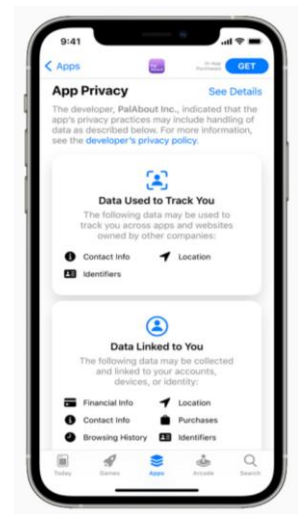 9:41
Apps
In-App
Purchases
GET
App Privacy
See Details
The developer, PalAbout Inc., indicated that the
app's privacy practices may include handling of
data as described below. For more information,
see the developer's privacy policy.
Data Used to Track You
The following data may be used to
track you across apps and websites
owned by other companies:
Contact Info
Location
Identifiers
Data Linked to You
The following data may be collected
and linked to your accounts,
devices, or identity:
Financial Info
Location
Contact Info
Purchases
Browsing History
Identifiers
Today
Games
Apps
Arcade
Search